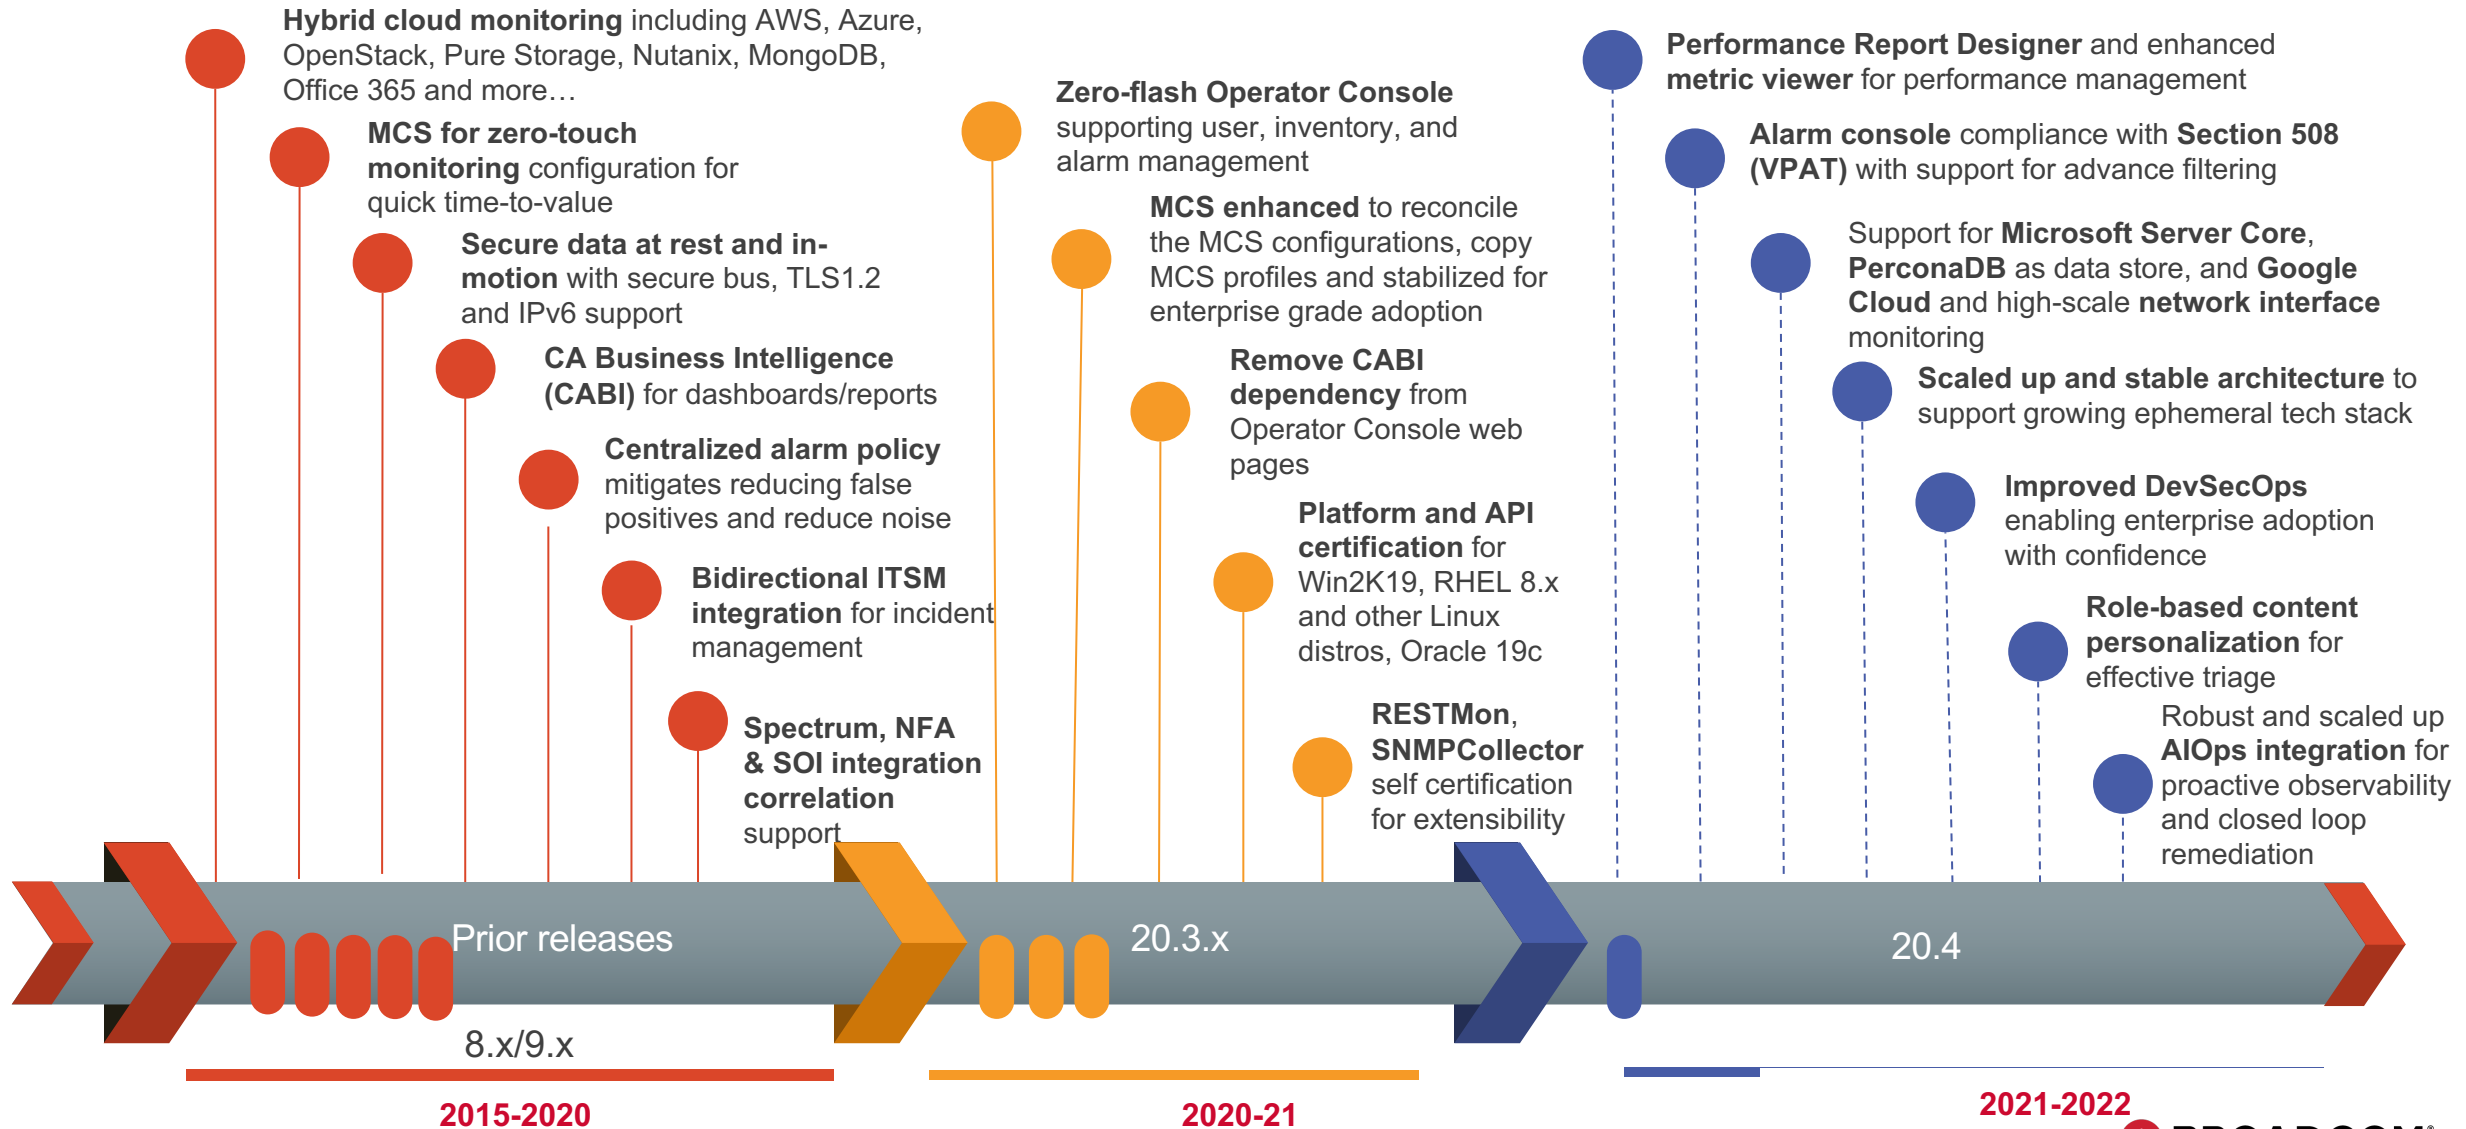 Hybrid cloud monitoring including AWS, Azure,
OpenStack, Pure Storage, Nutanix, MongoDB,
Office 365 and more…
MCS for zero-touch
monitoring configuration for
quick time-to-value
Secure data at rest and in-
motion with secure bus, TLS1.2
and IPv6 support
CA Business Intelligence
(CABI) for dashboards/reports
Centralized alarm policy
mitigates reducing false
positives and reduce noise
Bidirectional ITSM
integration for incident
management
Spectrum, NFA
& SOI integration
correlation
support
Zero-flash Operator Console
supporting user, inventory, and
alarm management
MCS enhanced to reconcile
the MCS configurations, copy
MCS profiles and stabilized for
enterprise grade adoption
Remove CABI
dependency from
Operator Console web
pages
Platform and API
certification for
Win2K19, RHEL 8.x
and other Linux
distros, Oracle 19c
RESTMon,
SNMPCollector
self certification
for extensibility
Performance Report Designer and enhanced
metric viewer for performance management
Alarm console compliance with Section 508
(VPAT) with support for advance filtering
Support for Microsoft Server Core,
PerconaDB as data store, and Google
Cloud and high-scale network interface
monitoring
Scaled up and stable architecture to
support growing ephemeral tech stack
Improved DevSecOps
enabling enterprise adoption
with confidence
Role-based content
personalization for
effective triage
Robust and scaled up
AIOps integration for
proactive observability
and closed loop
remediation
Prior releases
20.3.x
20.4
8.x/9.x
2015-2020
2020-21
2021-2022
BROADCOM®